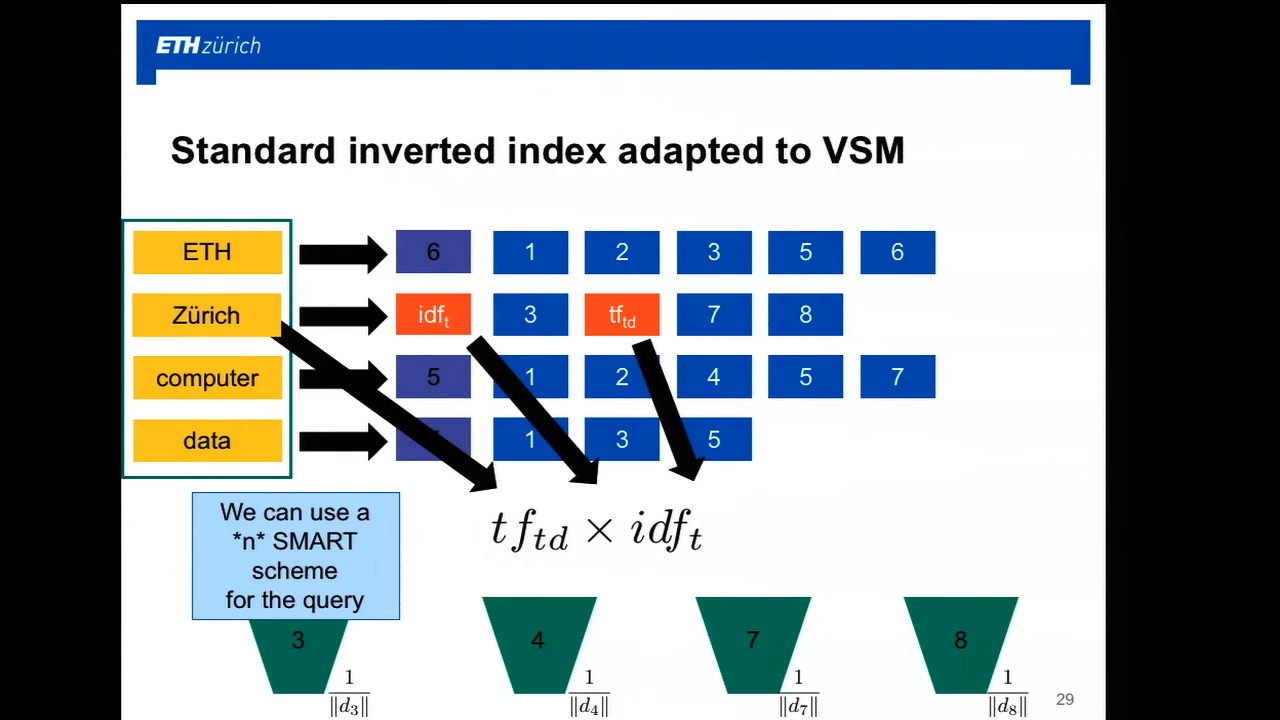 ETH zürich
Standard inverted index adapted to VSM
ETH 6 1 2 3 5 6
Zürich idf_t 3 tf_td 7 8
computer 5 1 2 4 5 7
data 1 3 5
We can use a
*n* SMART
scheme
for the query
tf_td × idf_t
3 4 7 8
1/‖d_3‖ 1/‖d_4‖ 1/‖d_7‖ 1/‖d_8‖
29